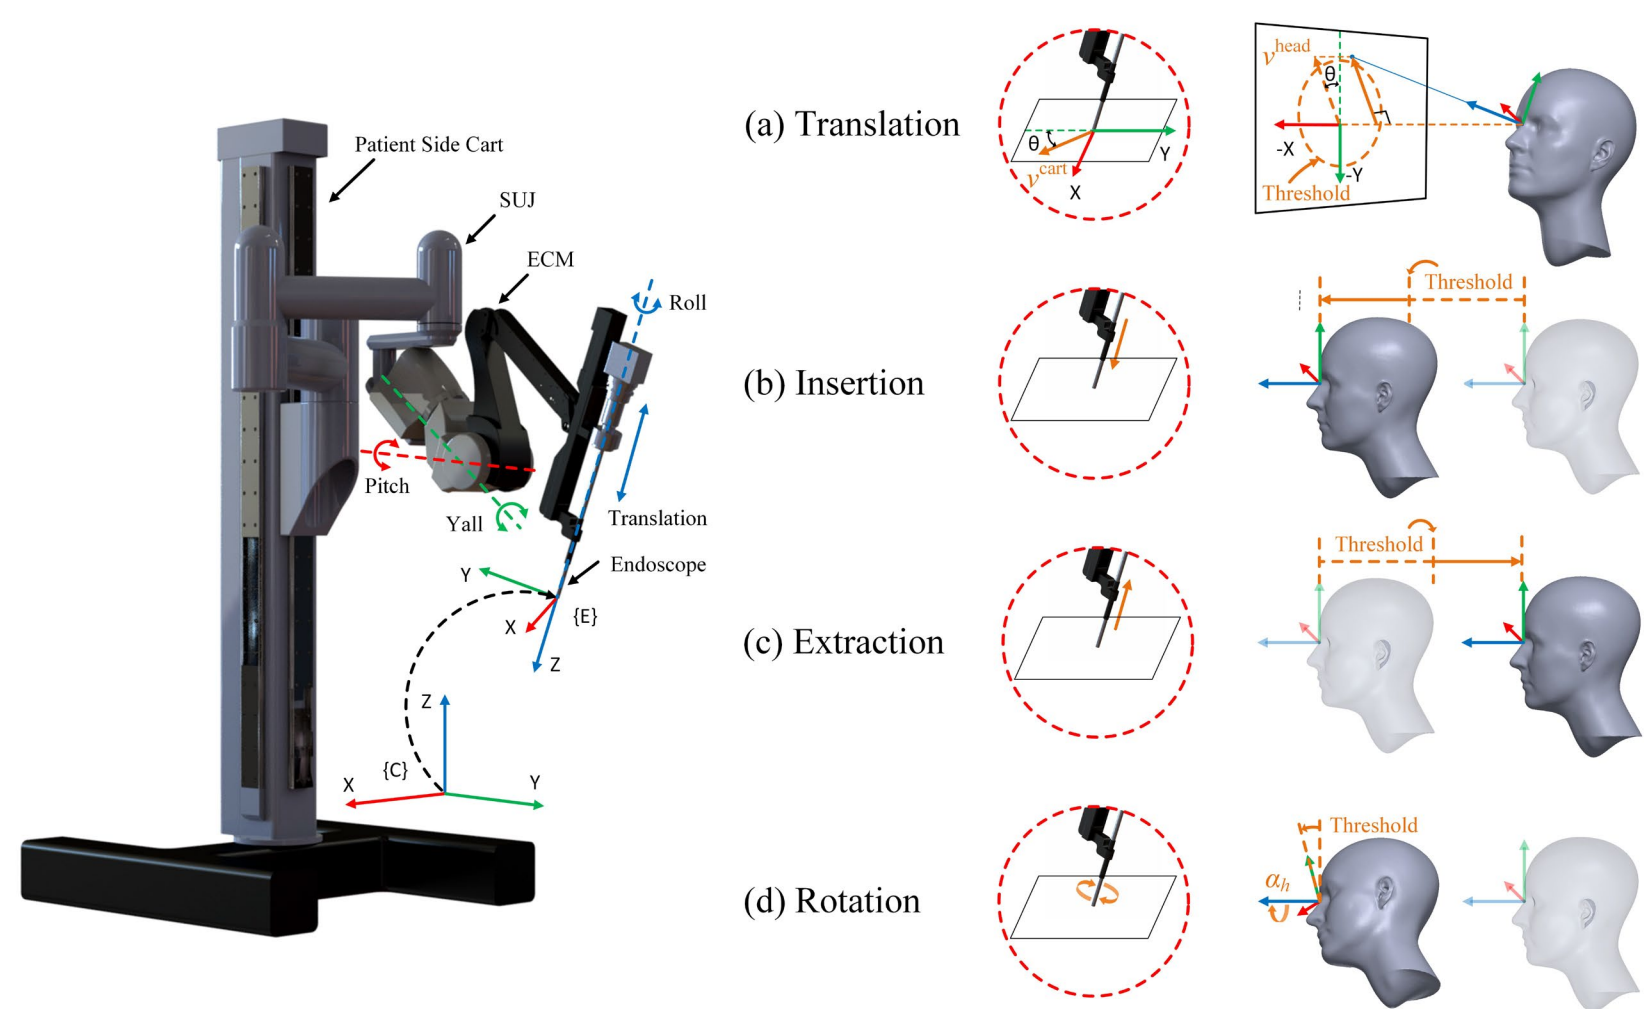 Patient Side Cart
SUJ
ECM
Roll
Pitch
Yall
Translation
Endoscope
Y
X
{E}
Z
Z
{C}
X
Y
(a) Translation
θ
Y
v^cart
X
v^head
θ
-X
-Y
Threshold
(b) Insertion
Threshold
(c) Extraction
Threshold
(d) Rotation
Threshold
α_h